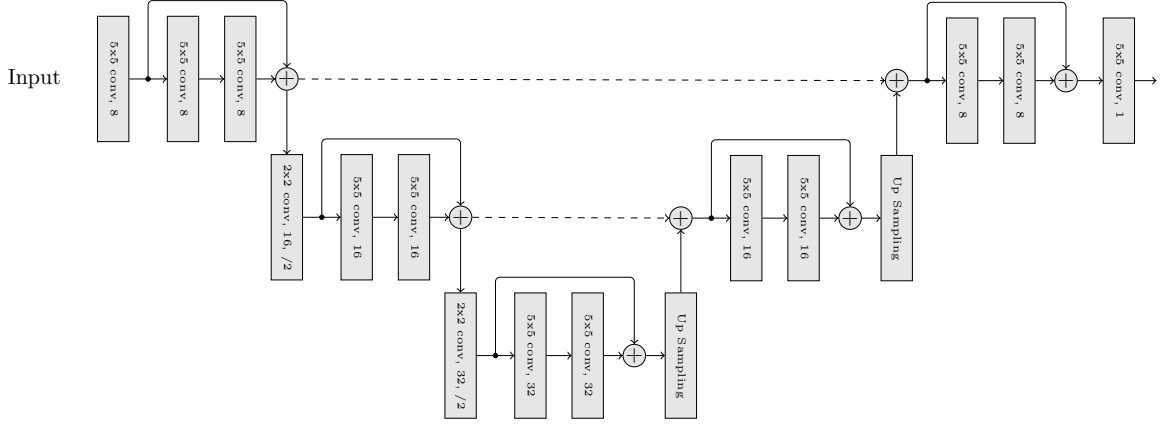 Input
5x5 conv, 8
5x5 conv, 8
5x5 conv, 8
5x5 conv, 8
5x5 conv, 8
5x5 conv, 1
2x2 conv, 16, /2
5x5 conv, 16
5x5 conv, 16
5x5 conv, 16
5x5 conv, 16
Up Sampling
2x2 conv, 32, /2
5x5 conv, 32
5x5 conv, 32
Up Sampling